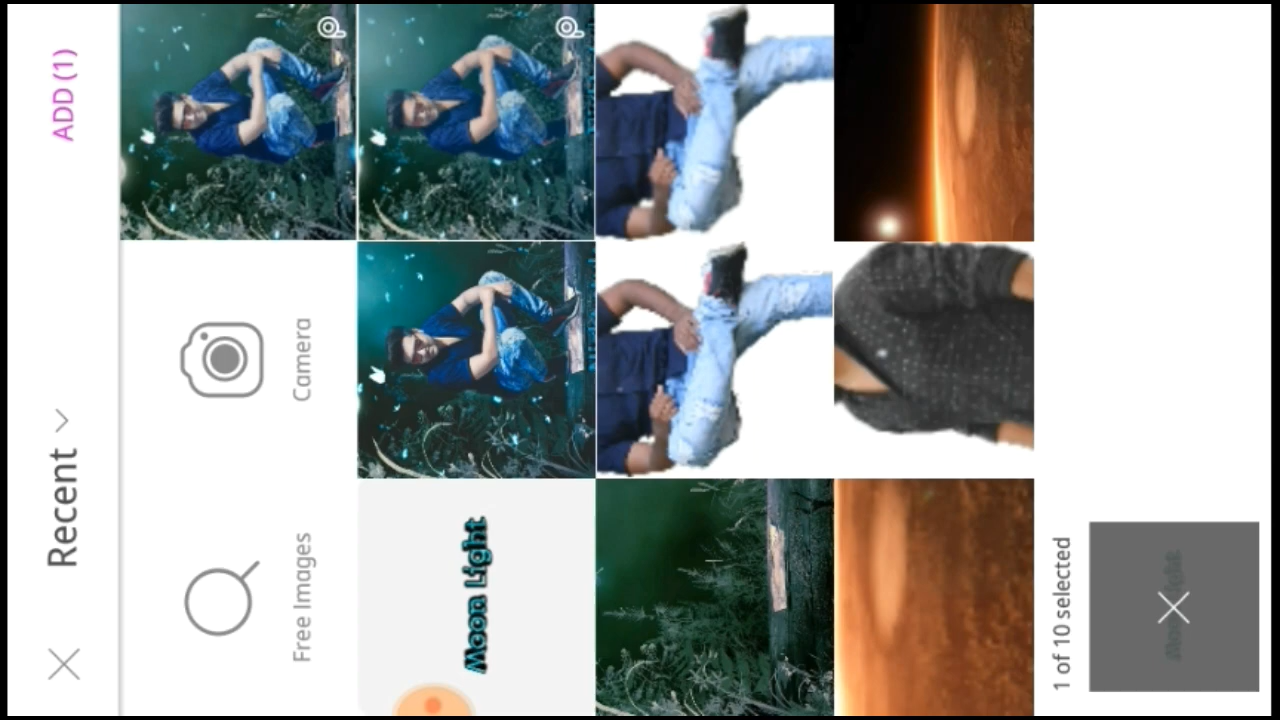 Recent
ADD (1)
Free Images
Camera
Moon Light
1 of 10 selected